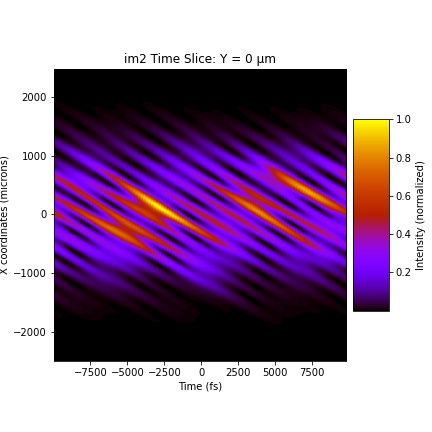 im2 Time Slice: Y = 0 μm
X coordinates (microns)
2000
1000
0
−1000
−2000
−7500 −5000 −2500 0 2500 5000 7500
Time (fs)
1.0
0.8
0.6
0.4
0.2
Intensity (normalized)